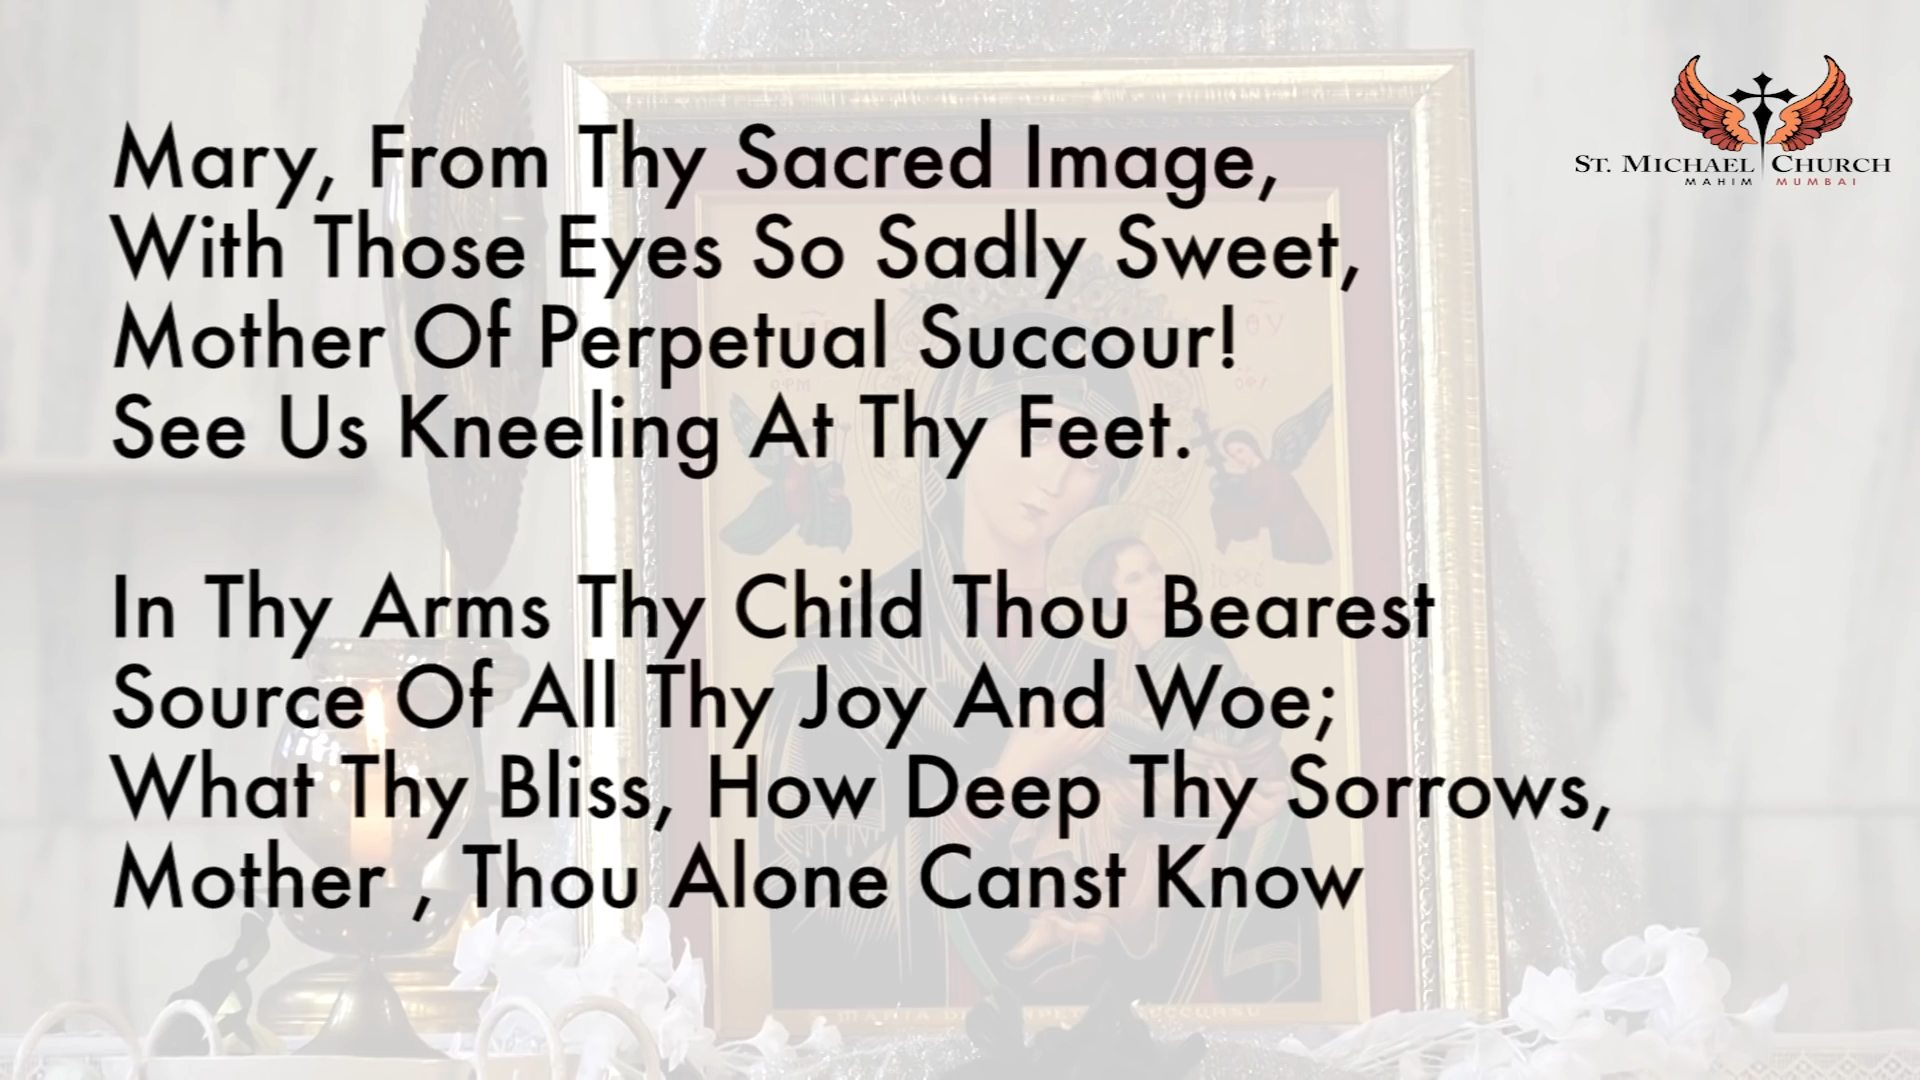 Mary, From Thy Sacred Image,
With Those Eyes So Sadly Sweet,
Mother Of Perpetual Succour!
See Us Kneeling At Thy Feet.
In Thy Arms Thy Child Thou Bearest
Source Of All Thy Joy And Woe;
What Thy Bliss, How Deep Thy Sorrows,
Mother , Thou Alone Canst Know
ST. MICHAEL CHURCH
MAHIM MUMBAI